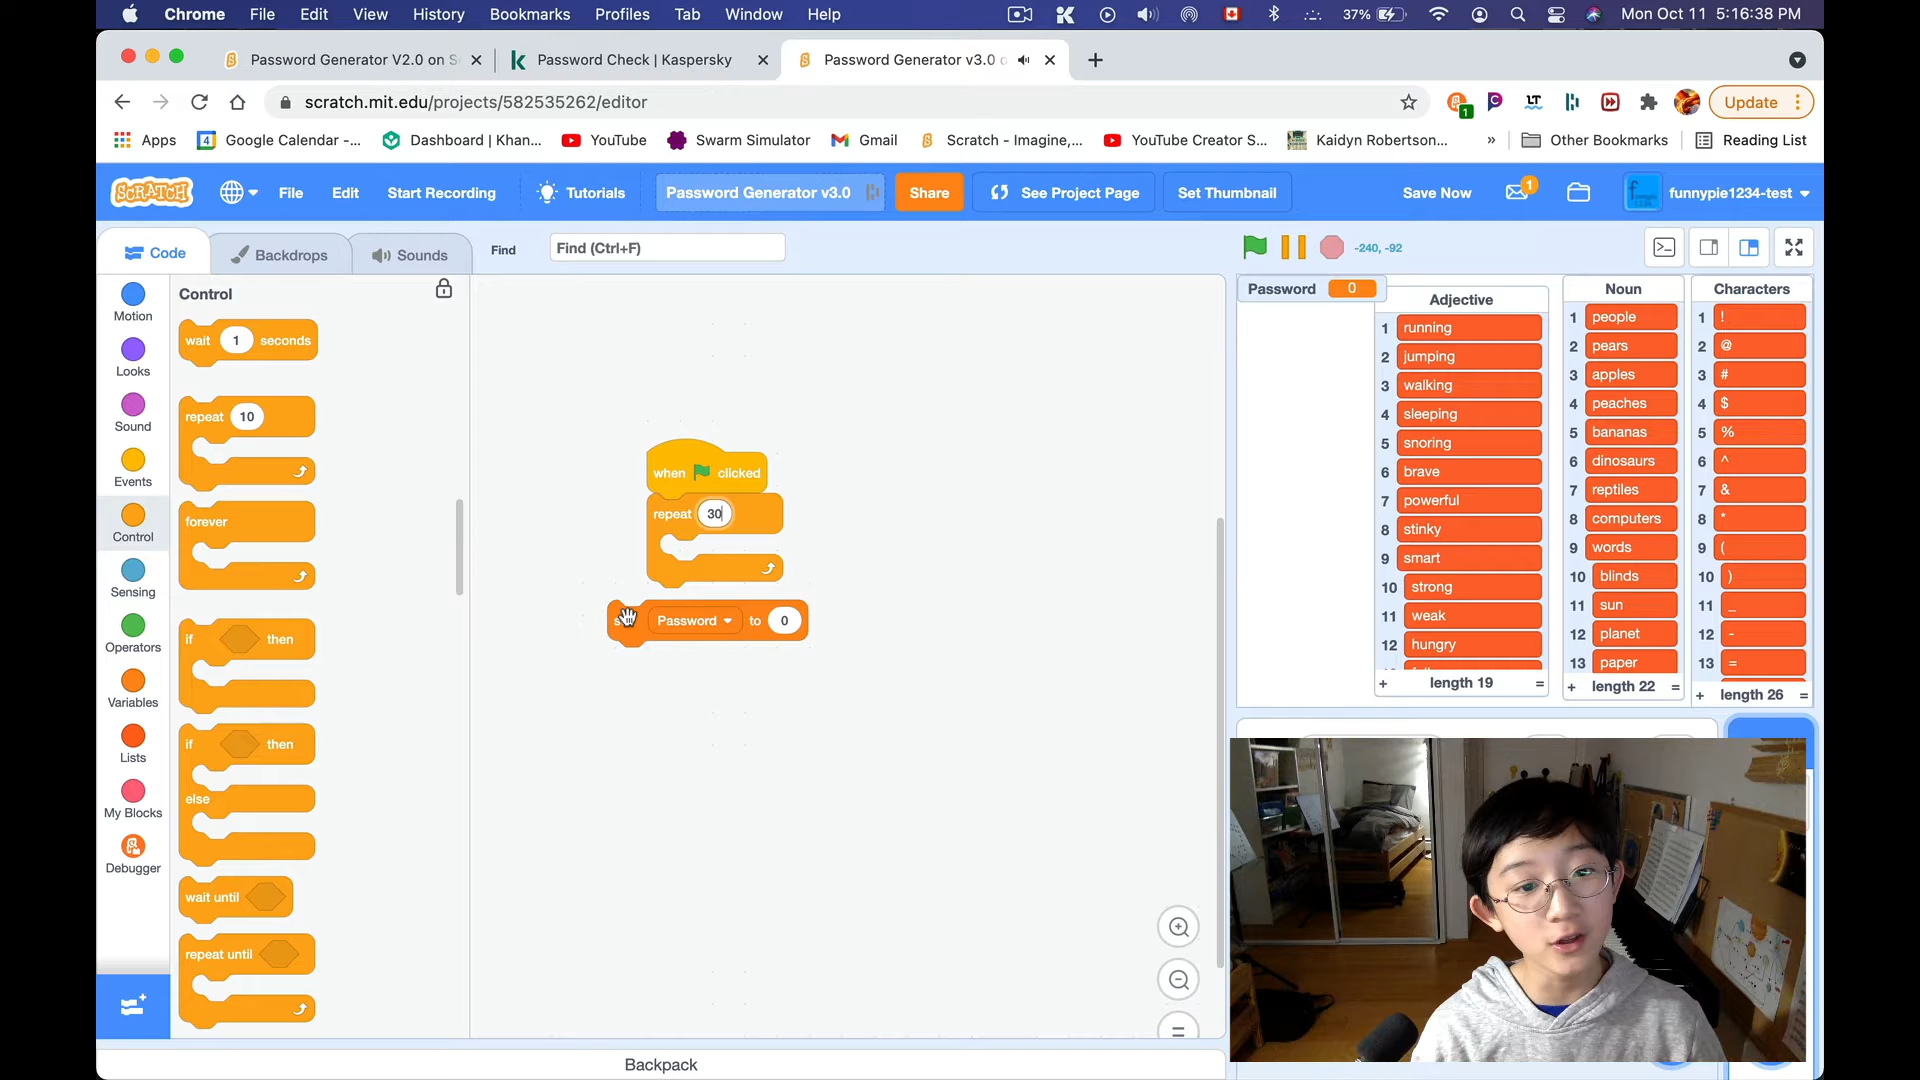 Chrome File Edit View History Bookmarks Profiles Tab Window Help 37% Mon Oct 11 5:16:38 PM
Password Generator V2.0 on S Password Check | Kaspersky Password Generator v3.0 o
scratch.mit.edu/projects/582535262/editor 1 LT Update
Apps 4 Google Calendar -... Dashboard | Khan... YouTube Swarm Simulator Gmail Scratch - Imagine,... YouTube Creator S... Kaidyn Robertson... » Other Bookmarks Reading List
SCRATCH File Edit Start Recording Tutorials Password Generator v3.0 Share See Project Page Set Thumbnail Save Now 1 funnypie1234-test
Code Backdrops Sounds Find Find (Ctrl+F) -240, -92
Motion
Looks
Sound
Events
Control
Sensing
Operators
Variables
Lists
My Blocks
Debugger
Control
wait 1 seconds
repeat 10
forever
if then
if then
else
wait until
repeat until
when clicked
repeat 30
Password to 0
Backpack
Password 0
Adjective
1 running
2 jumping
3 walking
4 sleeping
5 snoring
6 brave
7 powerful
8 stinky
9 smart
10 strong
11 weak
12 hungry
+ length 19 =
Noun
1 people
2 pears
3 apples
4 peaches
5 bananas
6 dinosaurs
7 reptiles
8 computers
9 words
10 blinds
11 sun
12 planet
13 paper
+ length 22 =
Characters
1 !
2 @
3 #
4 $
5 %
6 ^
7 &
8 *
9 (
10 )
11 _
12 -
13 =
+ length 26 =